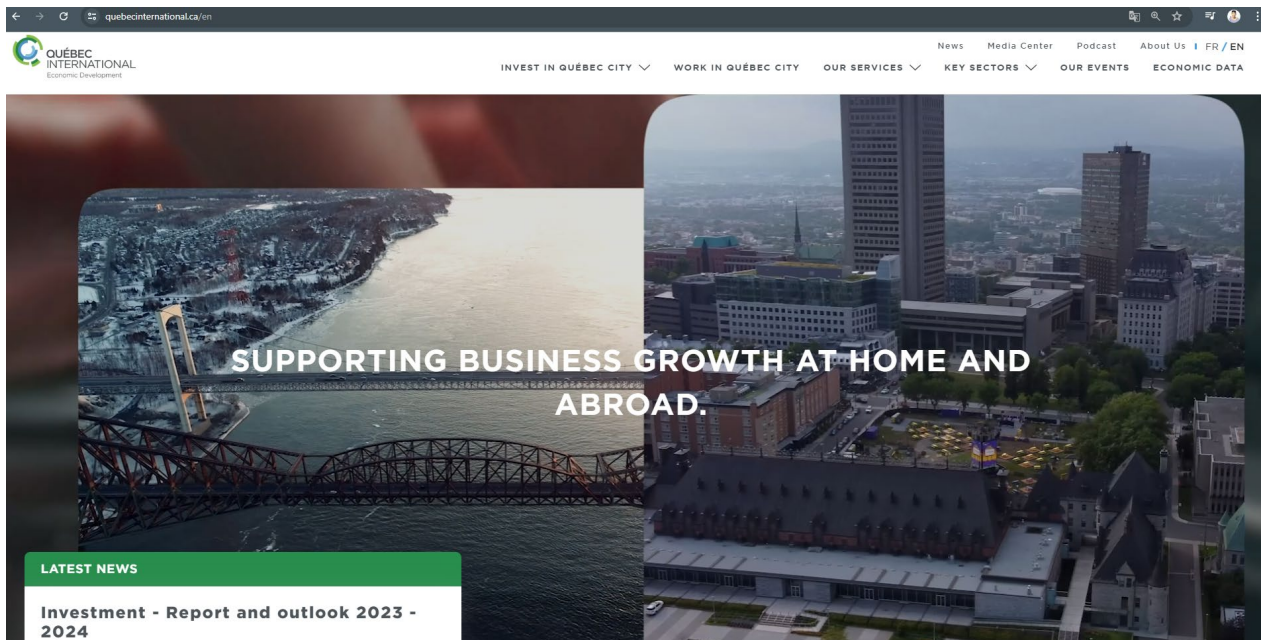 quebecinternational.ca/en
QUÉBEC
INTERNATIONAL
Economic Development
News Media Center Podcast About Us FR / EN
INVEST IN QUÉBEC CITY WORK IN QUÉBEC CITY OUR SERVICES KEY SECTORS OUR EVENTS ECONOMIC DATA
SUPPORTING BUSINESS GROWTH AT HOME AND
ABROAD.
LATEST NEWS
Investment - Report and outlook 2023 -
2024